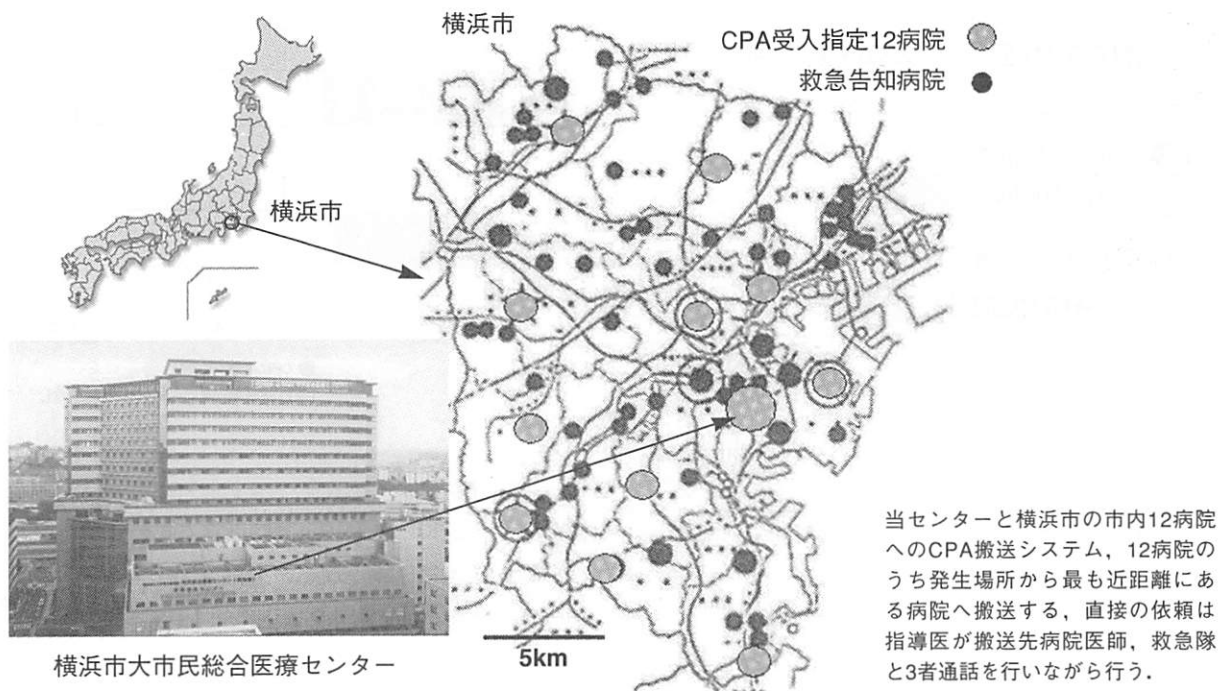 横浜市
CPA受入指定12病院
救急告知病院
横浜市
5km
横浜市大市民総合医療センター
当センターと横浜市の市内12病院
へのCPA搬送システム，12病院の
うち発生場所から最も近距離にあ
る病院へ搬送する，直接の依頼は
指導医が搬送先病院医師，救急隊
と3者通話を行いながら行う．